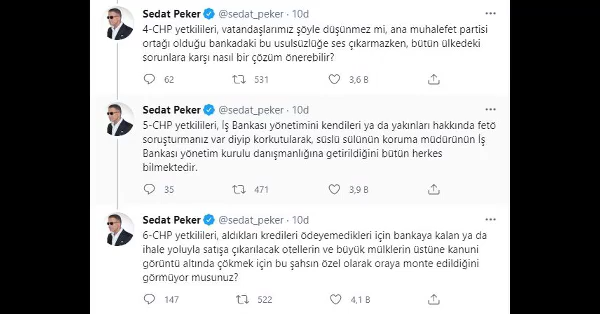 Sedat Peker @sedat_peker · 10d
4-CHP yetkilileri, vatandaşlarımız şöyle düşünmez mi, ana muhalefet partisi
ortağı olduğu bankadaki bu usulsüzlüğe ses çıkarmazken, bütün ülkedeki
sorunlara karşı nasıl bir çözüm önerebilir?
62 531 3,6 B
Sedat Peker @sedat_peker · 10d
5-CHP yetkilileri, İş Bankası yönetimini kendileri ya da yakınları hakkında fetö
soruşturmanız var diyip korkutularak, süslü sülünün koruma müdürünün İş
Bankası yönetim kurulu danışmanlığına getirildiğini bütün herkes
bilmektedir.
35 471 3,9 B
Sedat Peker @sedat_peker · 10d
6-CHP yetkilileri, aldıkları kredileri ödeyemedikleri için bankaya kalan ya da
ihale yoluyla satışa çıkarılacak otellerin ve büyük mülklerin üstüne kanuni
görüntü altında çökmek için bu şahsın özel olarak oraya monte edildiğini
görmüyor musunuz?
147 522 4,1 B